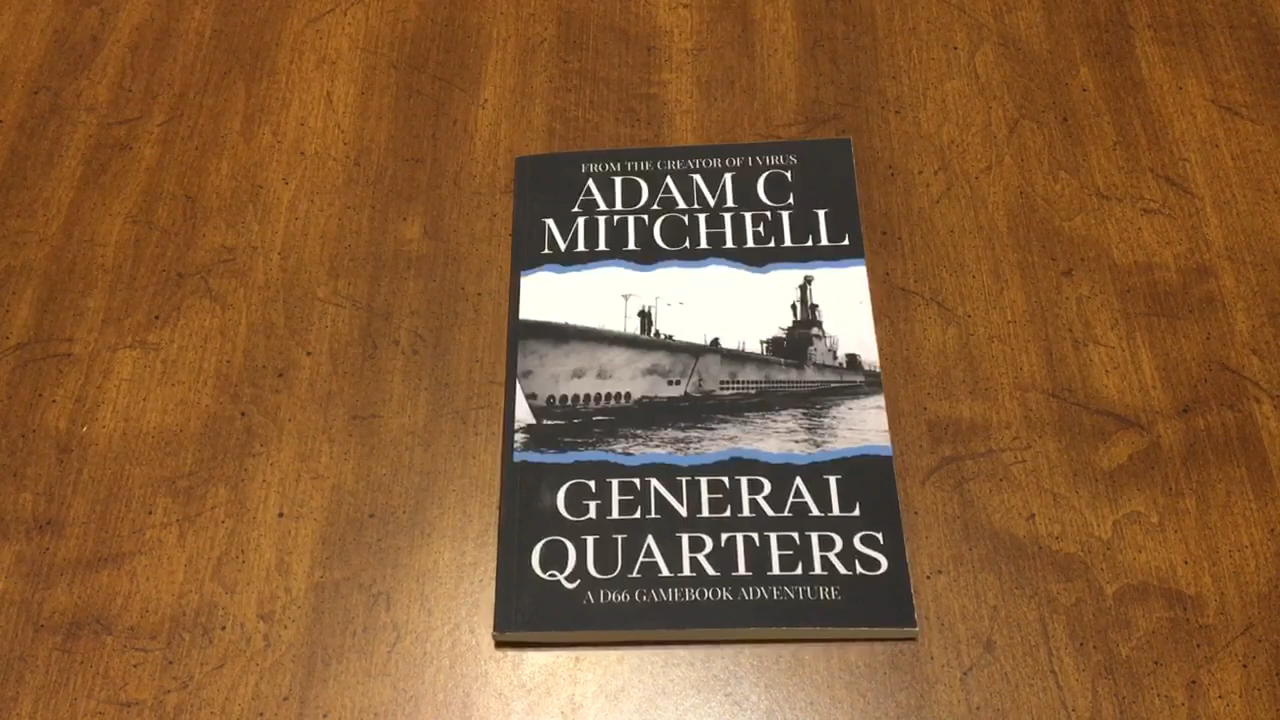 FROM THE CREATOR OF I VIRUS
ADAM C
MITCHELL
GENERAL
QUARTERS
A D66 GAMEBOOK ADVENTURE